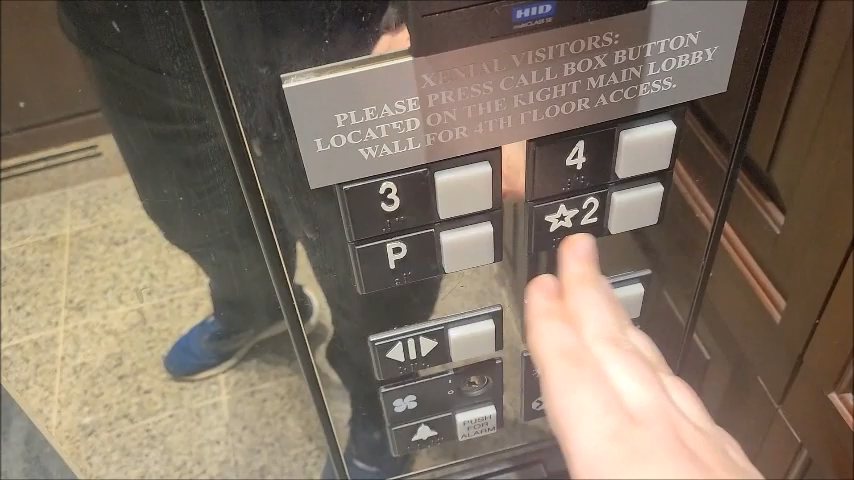 HID
XENIAL VISITORS:
PLEASE PRESS CALL BOX BUTTON
LOCATED ON THE RIGHT MAIN LOBBY
WALL FOR 4TH FLOOR ACCESS.
3
4
P
☆2
PUSH
FOR
ALARM